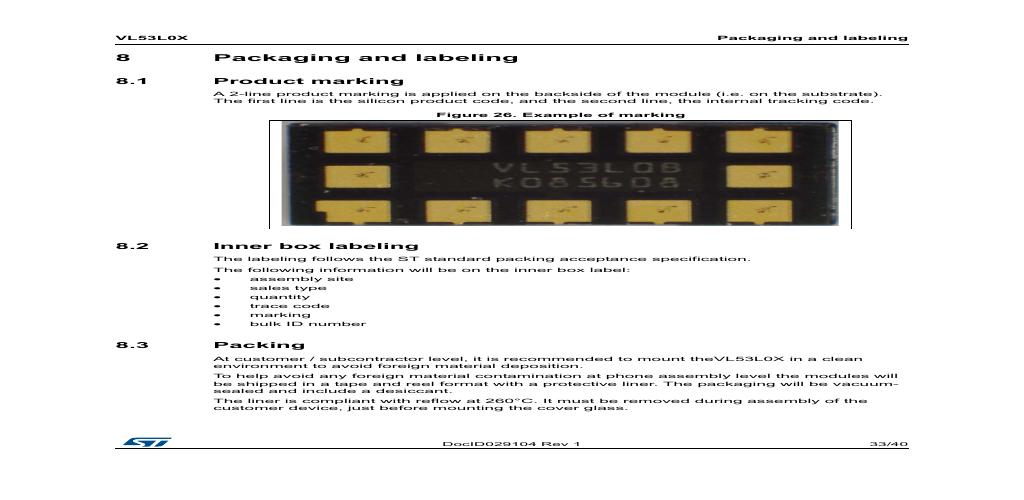 VL53L0X Packaging and labeling
8 Packaging and labeling
8.1 Product marking
A 2-line product marking is applied on the backside of the module (i.e. on the substrate).
The first line is the silicon product code, and the second line, the internal tracking code.
Figure 26. Example of marking
VL53L0B
K085608
8.2 Inner box labeling
The labeling follows the ST standard packing acceptance specification.
The following information will be on the inner box label:
• assembly site
• sales type
• quantity
• trace code
• marking
• bulk ID number
8.3 Packing
At customer / subcontractor level, it is recommended to mount theVL53L0X in a clean
environment to avoid foreign material deposition.
To help avoid any foreign material contamination at phone assembly level the modules will
be shipped in a tape and reel format with a protective liner. The packaging will be vacuum-
sealed and include a desiccant.
The liner is compliant with reflow at 260°C. It must be removed during assembly of the
customer device, just before mounting the cover glass.
ST DocID029104 Rev 1 33/40